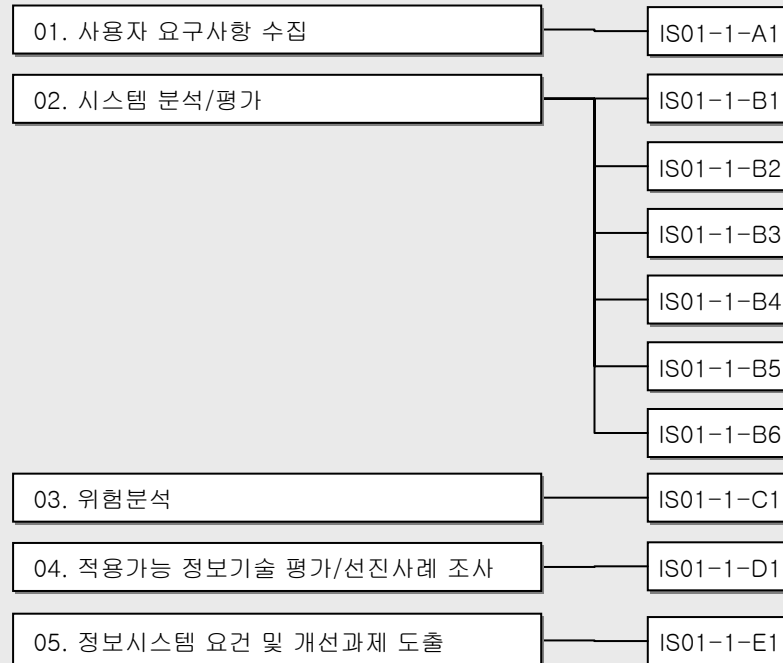 01. 사용자 요구사항 수집
IS01-1-A1
02. 시스템 분석/평가
IS01-1-B1
IS01-1-B2
IS01-1-B3
IS01-1-B4
IS01-1-B5
IS01-1-B6
03. 위험분석
IS01-1-C1
04. 적용가능 정보기술 평가/선진사례 조사
IS01-1-D1
05. 정보시스템 요건 및 개선과제 도출
IS01-1-E1